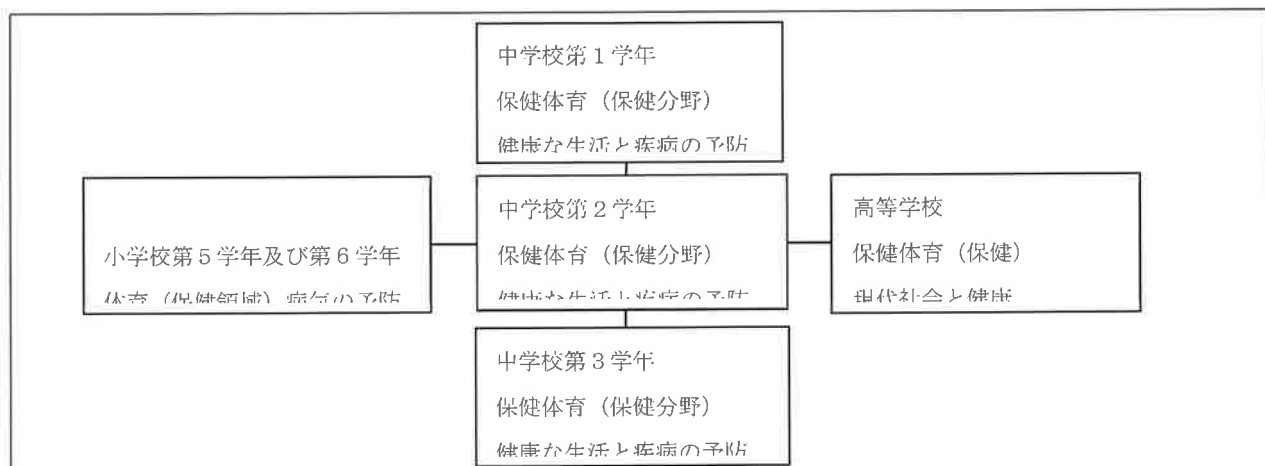 中学校第１学年
保健体育（保健分野）
健康な生活と疾病の予防
小学校第５学年及び第６学年
体育（保健領域）病気の予防
中学校第２学年
保健体育（保健分野）
健康な生活と疾病の予防
高等学校
保健体育（保健）
現代社会と健康
中学校第３学年
保健体育（保健分野）
健康な生活と疾病の予防